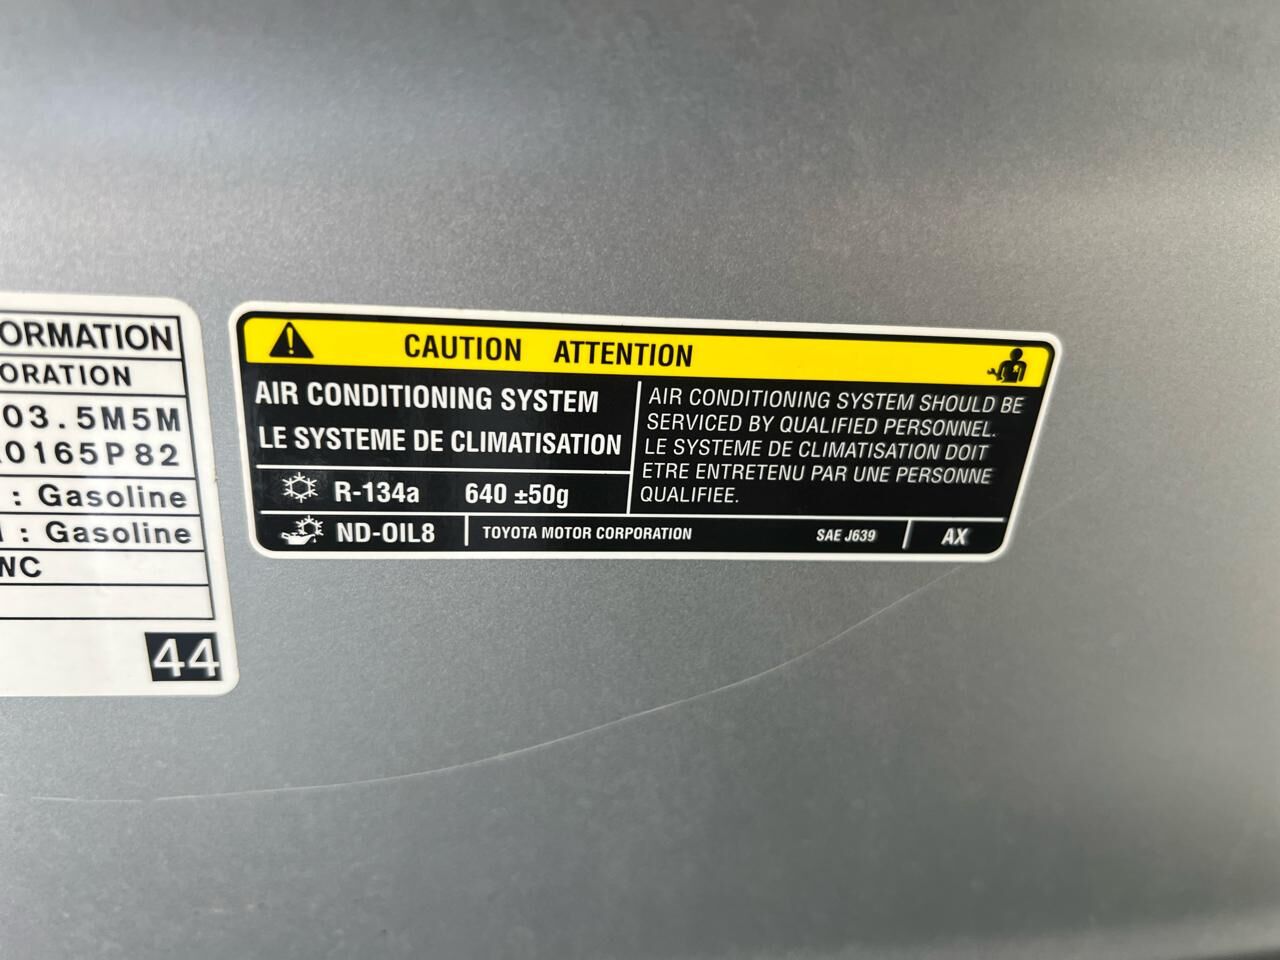 ORMATION
ORATION
03.5M5M
0165P82
: Gasoline
: Gasoline
NC
44
CAUTION ATTENTION
AIR CONDITIONING SYSTEM
LE SYSTEME DE CLIMATISATION
R-134a 640 ±50g
AIR CONDITIONING SYSTEM SHOULD BE
SERVICED BY QUALIFIED PERSONNEL.
LE SYSTEME DE CLIMATISATION DOIT
ETRE ENTRETENU PAR UNE PERSONNE
QUALIFIEE.
ND-OIL8 TOYOTA MOTOR CORPORATION SAE J639 AX